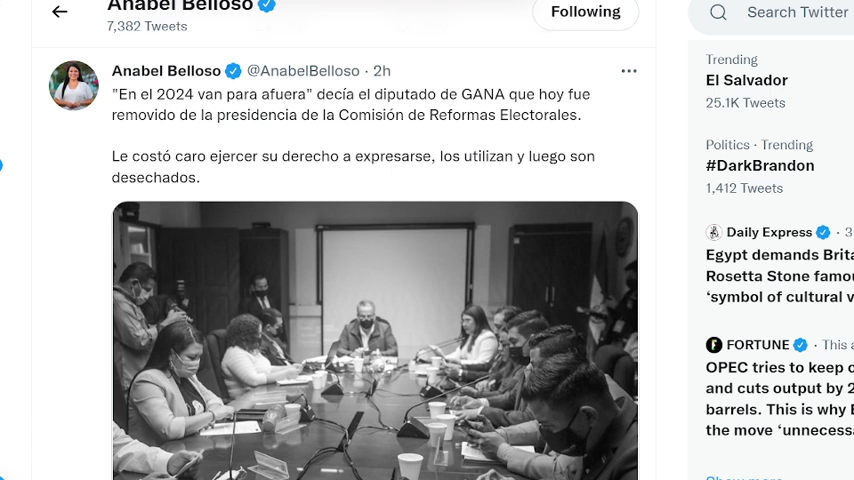 Anabel Belloso
7,382 Tweets
Following
Anabel Belloso @AnabelBelloso · 2h
"En el 2024 van para afuera" decía el diputado de GANA que hoy fue
removido de la presidencia de la Comisión de Reformas Electorales.
Le costó caro ejercer su derecho a expresarse, los utilizan y luego son
desechados.
Search Twitter
Trending
El Salvador
25.1K Tweets
Politics · Trending
#DarkBrandon
1,412 Tweets
Daily Express · 3
Egypt demands
Rosetta Stone
'symbol of cultural
FORTUNE · This
OPEC tries to keep
and cuts output by 2
barrels. This is why
the move
Show more